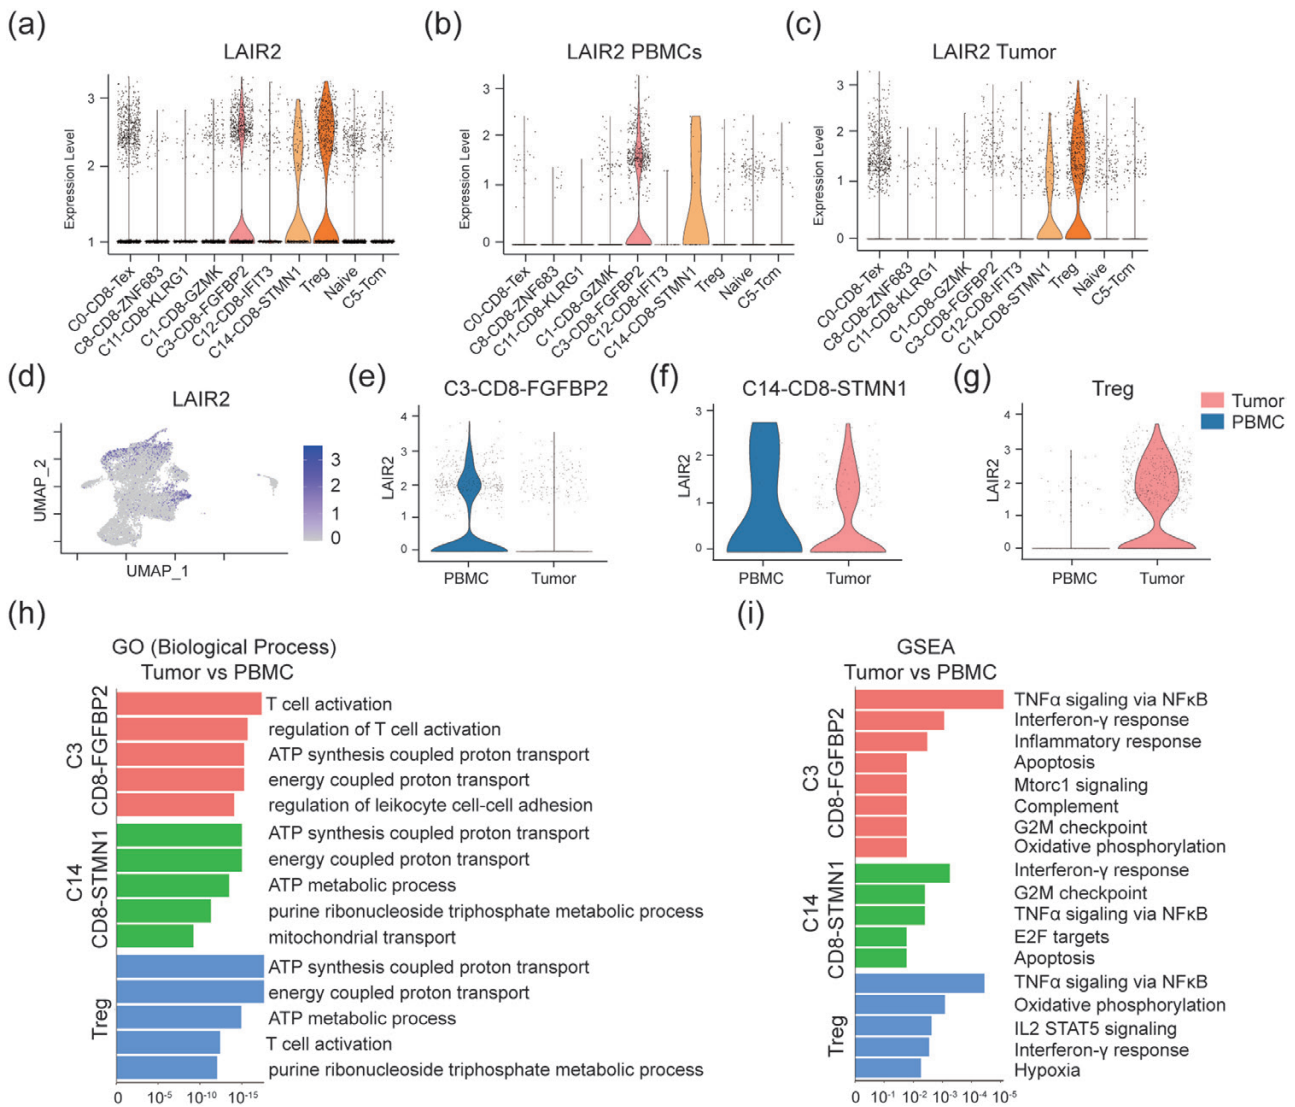 (a)
LAIR2
Expression Level
3
2
1
C0-CD8-Tex
C8-CD8-ZNF683
C11-CD8-KLRG1
C1-CD8-GZMK
C3-CD8-FGFBP2
C12-CD8-IFIT3
C14-CD8-STMN1
Treg
Naive
C5-Tcm
(b)
LAIR2 PBMCs
Expression Level
3
2
1
0
C0-CD8-Tex
C8-CD8-ZNF683
C11-CD8-KLRG1
C1-CD8-GZMK
C3-CD8-FGFBP2
C12-CD8-IFIT3
C14-CD8-STMN1
Treg
Naive
C5-Tcm
(c)
LAIR2 Tumor
Expression Level
3
2
1
0
C0-CD8-Tex
C8-CD8-ZNF683
C11-CD8-KLRG1
C1-CD8-GZMK
C3-CD8-FGFBP2
C12-CD8-IFIT3
C14-CD8-STMN1
Treg
Naive
C5-Tcm
(d)
LAIR2
UMAP_2
UMAP_1
3
2
1
0
(e)
C3-CD8-FGFBP2
LAIR2
4
3
2
1
0
PBMC Tumor
(f)
C14-CD8-STMN1
LAIR2
3
2
1
0
PBMC Tumor
(g)
Treg
LAIR2
4
3
2
1
0
PBMC Tumor
Tumor
PBMC
(h)
GO (Biological Process)
Tumor vs PBMC
C3
CD8-FGFBP2
T cell activation
regulation of T cell activation
ATP synthesis coupled proton transport
energy coupled proton transport
regulation of leikocyte cell-cell adhesion
C14
CD8-STMN1
ATP synthesis coupled proton transport
energy coupled proton transport
ATP metabolic process
purine ribonucleoside triphosphate metabolic process
mitochondrial transport
Treg
ATP synthesis coupled proton transport
energy coupled proton transport
ATP metabolic process
T cell activation
purine ribonucleoside triphosphate metabolic process
0 10-5 10-10 10-15
(i)
GSEA
Tumor vs PBMC
C3
CD8-FGFBP2
TNFα sigaling via NFκB
Interferon-γ response
Inflammatory response
Apoptosis
Mtorc1 signaling
Complement
G2M checkpoint
Oxidative phosphorylation
C14
CD8-STMN1
Interferon-γ response
G2M checkpoint
TNFα sigaling via NFκB
E2F targets
Apoptosis
Treg
TNFα sigaling via NFκB
Oxidative phosphorylation
IL2 STAT5 signaling
Interferon-γ response
Hypoxia
0 10-1 10-2 10-3 10-4 10-5